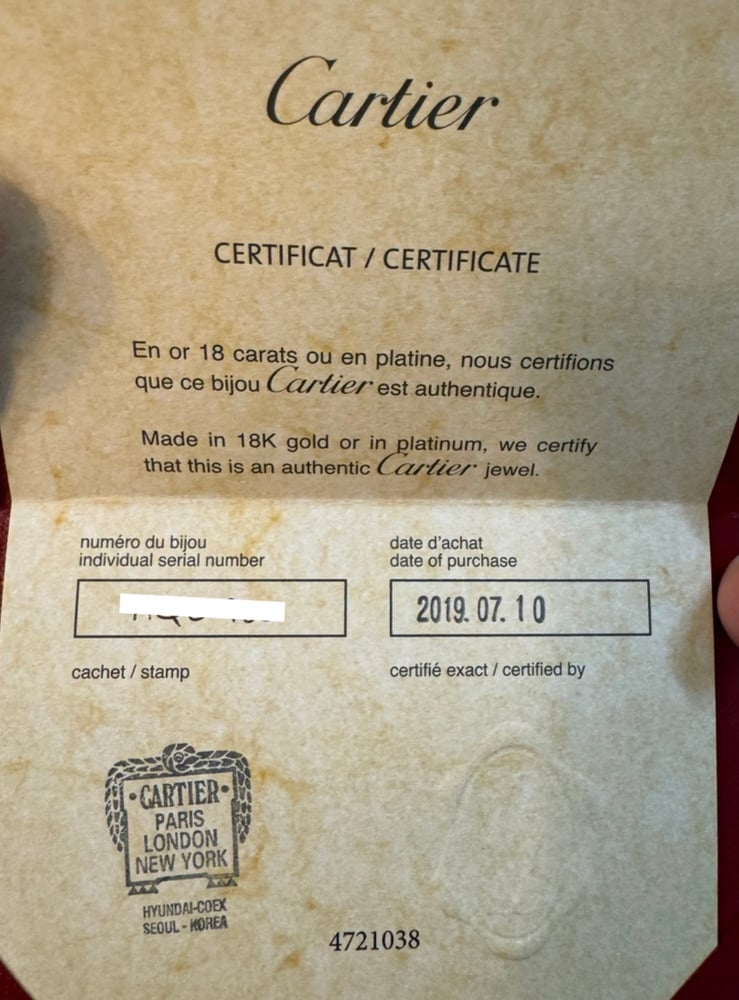 Cartier
CERTIFICAT / CERTIFICATE
En or 18 carats ou en platine, nous certifions
que ce bijou Cartier est authentique.
Made in 18K gold or in platinum, we certify
that this is an authentic Cartier jewel.
numéro du bijou
individual serial number
date d'achat
date of purchase
2019. 07. 10
cachet / stamp
certifié exact / certified by
·CARTIER·
PARIS
LONDON
NEW YORK
HYUNDAI-COEX
SEOUL - KOREA
4721038